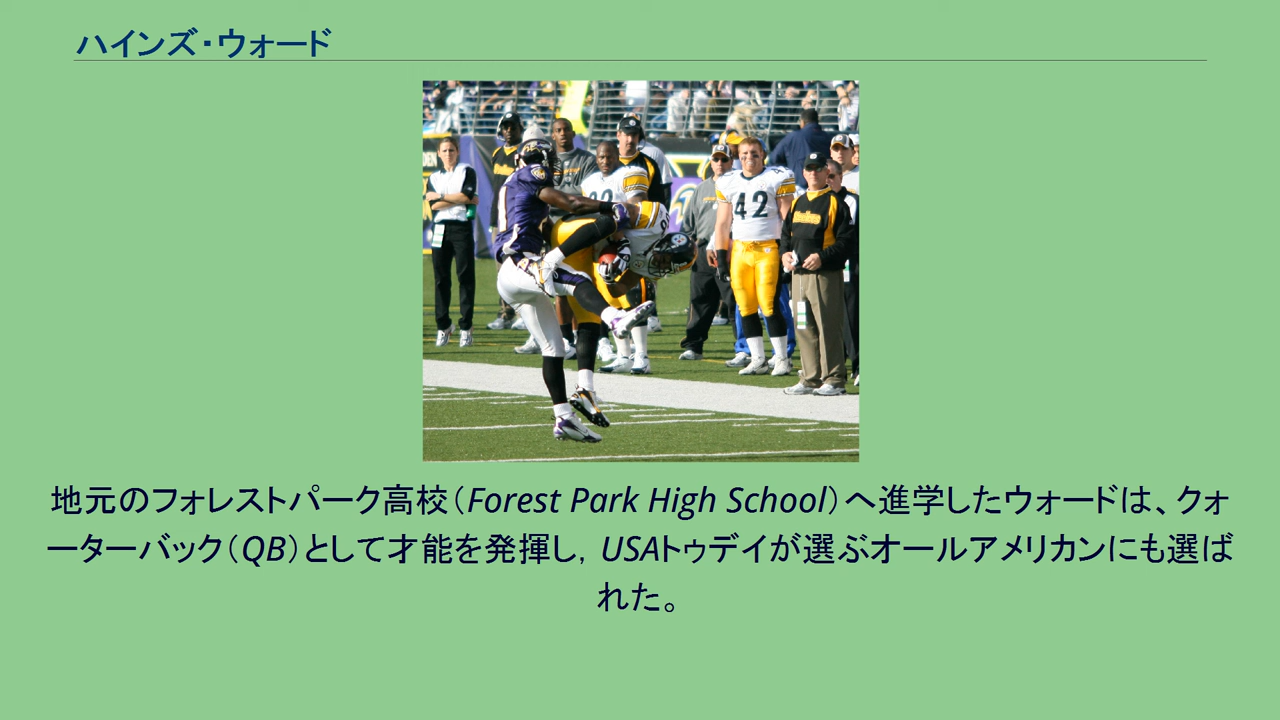 ハインズ・ウォード
42
地元のフォレストパーク高校（Forest Park High School）へ進学したウォードは、クォ
ーターバック（QB）として才能を発揮し，USAトゥデイが選ぶオールアメリカンにも選ば
れた。